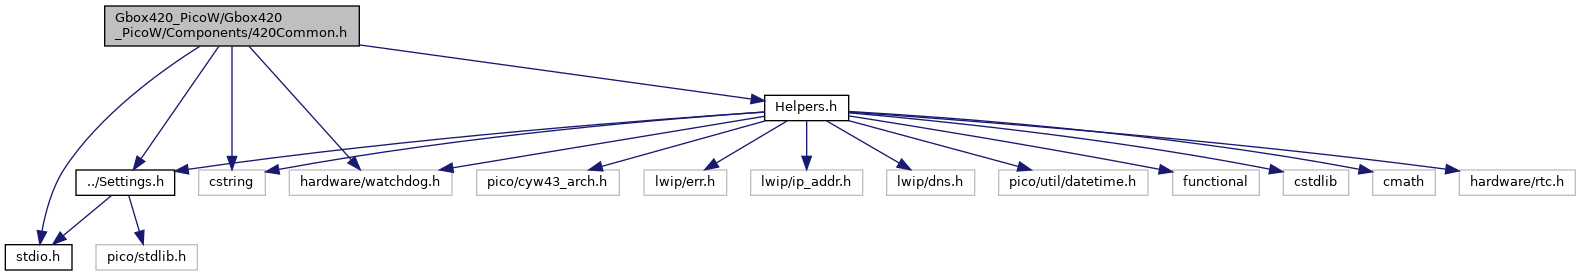 Gbox420_PicoW/Gbox420
_PicoW/Components/420Common.h
Helpers.h
../Settings.h
cstring
hardware/watchdog.h
pico/cyw43_arch.h
lwip/err.h
lwip/ip_addr.h
lwip/dns.h
pico/util/datetime.h
functional
cstdlib
cmath
hardware/rtc.h
stdio.h
pico/stdlib.h